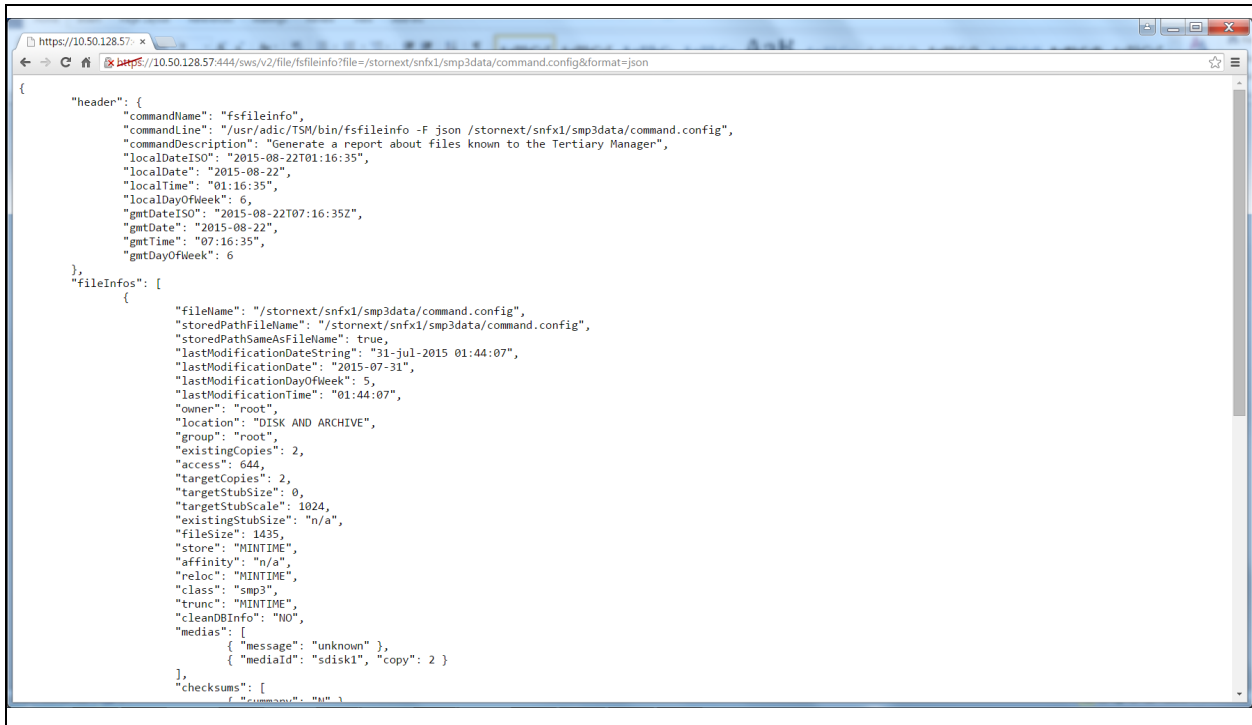 https://10.50.128.57:
https://10.50.128.57:444/sws/v2/file/fsfileinfo?file=/stornext/snfx1/smp3data/command.config&format=json
{
"header": {
"commandName": "fsfileinfo",
"commandLine": "/usr/adic/TSM/bin/fsfileinfo -F json /stornext/snfx1/smp3data/command.config",
"commandDescription": "Generate a report about files known to the Tertiary Manager",
"localDateISO": "2015-08-22T01:16:35",
"localDate": "2015-08-22",
"localTime": "01:16:35",
"localDayOfWeek": 6,
"gmtDateISO": "2015-08-22T07:16:35Z",
"gmtDate": "2015-08-22",
"gmtTime": "07:16:35",
"gmtDayOfWeek": 6
},
"fileInfos": [
{
"fileName": "/stornext/snfx1/smp3data/command.config",
"storedPathFileName": "/stornext/snfx1/smp3data/command.config",
"storedPathSameAsFileName": true,
"lastModificationDateString": "31-jul-2015 01:44:07",
"lastModificationDate": "2015-07-31",
"lastModificationDayOfWeek": 5,
"lastModificationTime": "01:44:07",
"owner": "root",
"location": "DISK AND ARCHIVE",
"group": "root",
"existingCopies": 2,
"access": 644,
"targetCopies": 2,
"targetStubSize": 0,
"targetStubScale": 1024,
"existingStubSize": "n/a",
"fileSize": 1435,
"store": "MINTIME",
"affinity": "n/a",
"reloc": "MINTIME",
"class": "smp3",
"trunc": "MINTIME",
"cleanDBInfo": "NO",
"medias": [
{ "message": "unknown" },
{ "mediaId": "sdisk1", "copy": 2 }
],
"checksums": [
{ "summary": "N" }